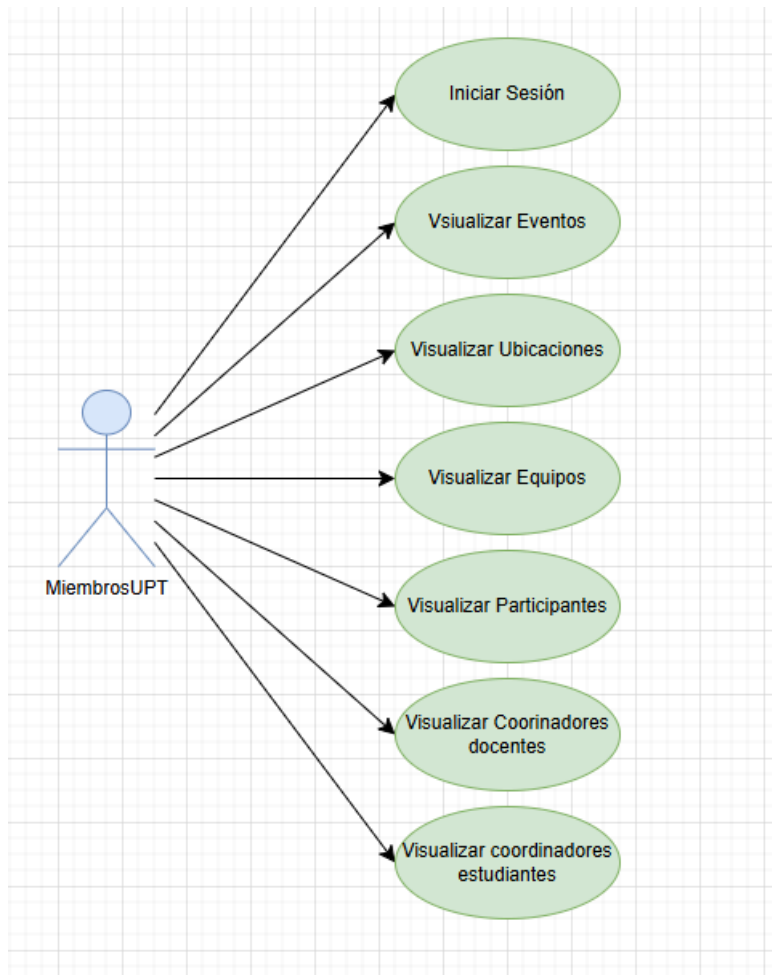 Iniciar Sesión
Vsiualizar Eventos
Visualizar Ubicaciones
Visualizar Equipos
MiembrosUPT
Visualizar Participantes
Visualizar Coorinadores
docentes
Visualizar coordinadores
estudiantes